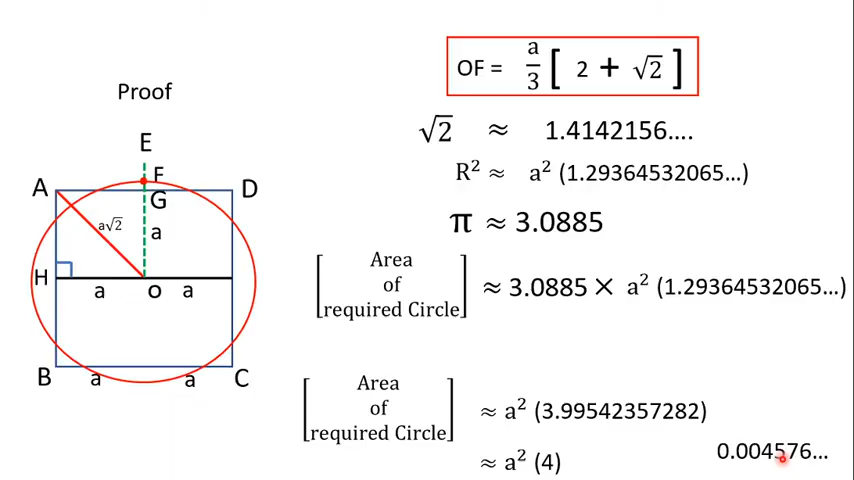 OF = a/3 [ 2 + √2 ]
Proof
√2 ≈ 1.4142156....
R² ≈ a² (1.29364532065...)
π ≈ 3.0885
E
F
A
D
G
a√2
a
H
a
O
a
B
a
a
C
[Area
of
required Circle] ≈ 3.0885 × a² (1.29364532065...)
[Area
of
required Circle] ≈ a² (3.99542357282)
≈ a² (4)
0.004576...